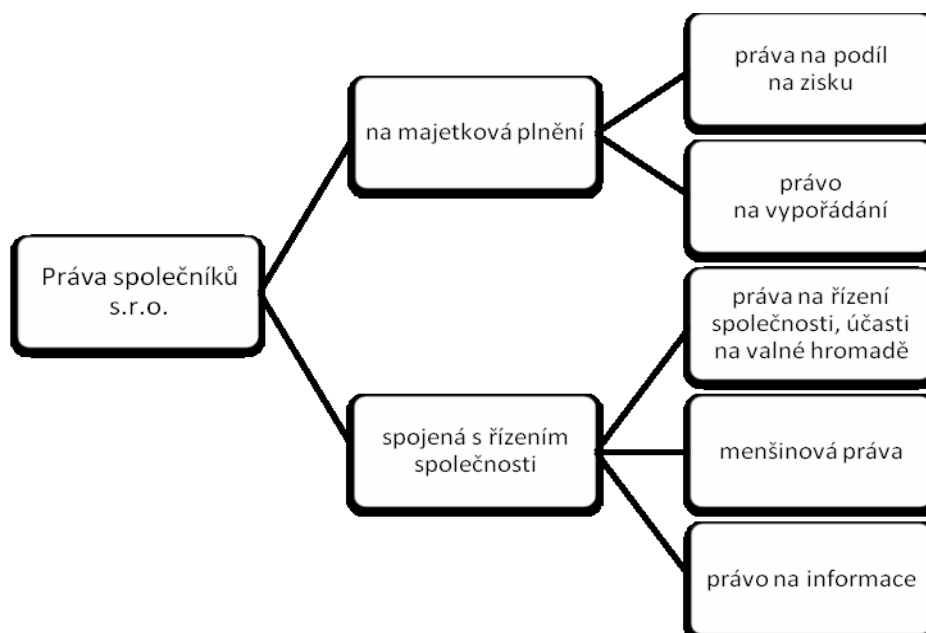 Práva společníků
s.r.o.
na majetková plnění
práva na podíl
na zisku
právo
na vypořádání
spojená s řízením
společnosti
práva na řízení
společnosti, účasti
na valné hromadě
menšinová práva
právo na informace